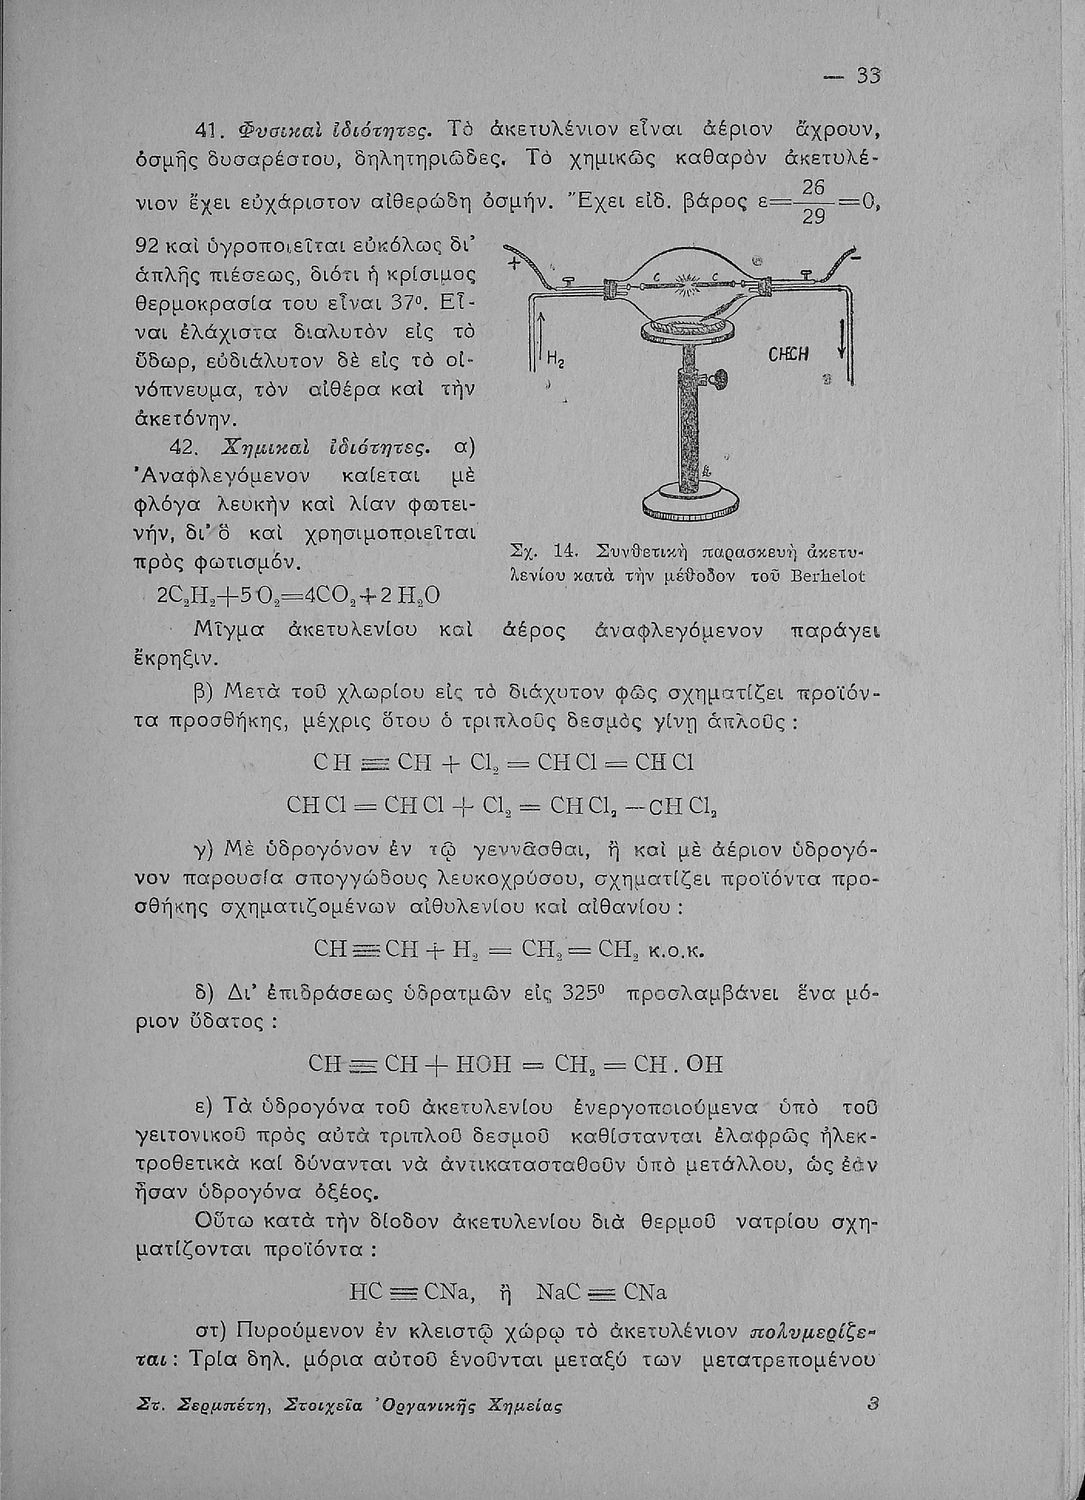 — 33
41. Φυσικαὶ ἰδιότητες. Τὸ ἀκετυλένιον εἶναι ἀέριον ἄχρουν,
ὀσμῆς δυσαρέστου, δηλητηριῶδες. Τὸ χημικῶς καθαρὸν ἀκετυλέ-
νιον ἔχει εὐχάριστον αἰθερώδη ὀσμήν. Ἔχει εἰδ. βάρος ε=26/29=0,
92 καὶ ὑγροποιεῖται εὐκόλως δι’
ἁπλῆς πιέσεως, διότι ἡ κρίσιμος
θερμοκρασία του εἶναι 37⁰. Εἶ-
ναι ἐλάχιστα διαλυτὸν εἰς τὸ
ὕδωρ, εὐδιάλυτον δὲ εἰς τὸ οἰ-
νόπνευμα, τὸν αἰθέρα καὶ τὴν
ἀκετόνην.
42. Χημικαὶ ἰδιότητες. α)
Ἀναφλεγόμενον καίεται μὲ
φλόγα λευκὴν καὶ λίαν φωτει-
νήν, δι’ ὃ καὶ χρησιμοποιεῖται
πρὸς φωτισμόν.
2C₂H₂+5O₂=4CO₂+2H₂O
+
−
C C
H₂
CHCH
Σχ. 14. Συνθετικὴ παρασκευὴ ἀκετυ-
λενίου κατὰ τὴν μέθοδον τοῦ Berhelot
Μῖγμα ἀκετυλενίου καὶ ἀέρος ἀναφλεγόμενον παράγει
ἔκρηξιν.
β) Μετὰ τοῦ χλωρίου εἰς τὸ διάχυτον φῶς σχηματίζει προϊόν-
τα προσθήκης, μέχρις ὅτου ὁ τριπλοῦς δεσμὸς γίνῃ ἁπλοῦς :
CH ≡ CH + Cl₂ = CHCl = CHCl
CHCl = CHCl + Cl₂ = CHCl₂ — CHCl₂
γ) Μὲ ὑδρογόνον ἐν τῷ γεννᾶσθαι, ἢ καὶ μὲ ἀέριον ὑδρογό-
νον παρουσίᾳ σπογγώδους λευκοχρύσου, σχηματίζει προϊόντα προ-
σθήκης σχηματιζομένων αἰθυλενίου καὶ αἰθανίου :
CH ≡ CH + H₂ = CH₂ = CH₂ κ.ο.κ.
δ) Δι’ ἐπιδράσεως ὑδρατμῶν εἰς 325⁰ προσλαμβάνει ἕνα μό-
ριον ὕδατος :
CH ≡ CH + HOH = CH₂ = CH . OH
ε) Τὰ ὑδρογόνα τοῦ ἀκετυλενίου ἐνεργοποιούμενα ὑπὸ τοῦ
γειτονικοῦ πρὸς αὐτὰ τριπλοῦ δεσμοῦ καθίστανται ἐλαφρῶς ἠλεκ-
τροθετικὰ καὶ δύνανται νὰ ἀντικατασταθοῦν ὑπὸ μετάλλου, ὡς ἐὰν
ἦσαν ὑδρογόνα ὀξέος.
Οὕτω κατὰ τὴν δίοδον ἀκετυλενίου διὰ θερμοῦ νατρίου σχη-
ματίζονται προϊόντα :
HC ≡ CNa, ἢ NaC ≡ CNa
στ) Πυρούμενον ἐν κλειστῷ χώρῳ τὸ ἀκετυλένιον πολυμερίζε-
ται : Τρία δηλ. μόρια αὐτοῦ ἑνοῦνται μεταξύ των μετατρεπομένου
Στ. Σερμπέτη, Στοιχεῖα Ὀργανικῆς Χημείας 3